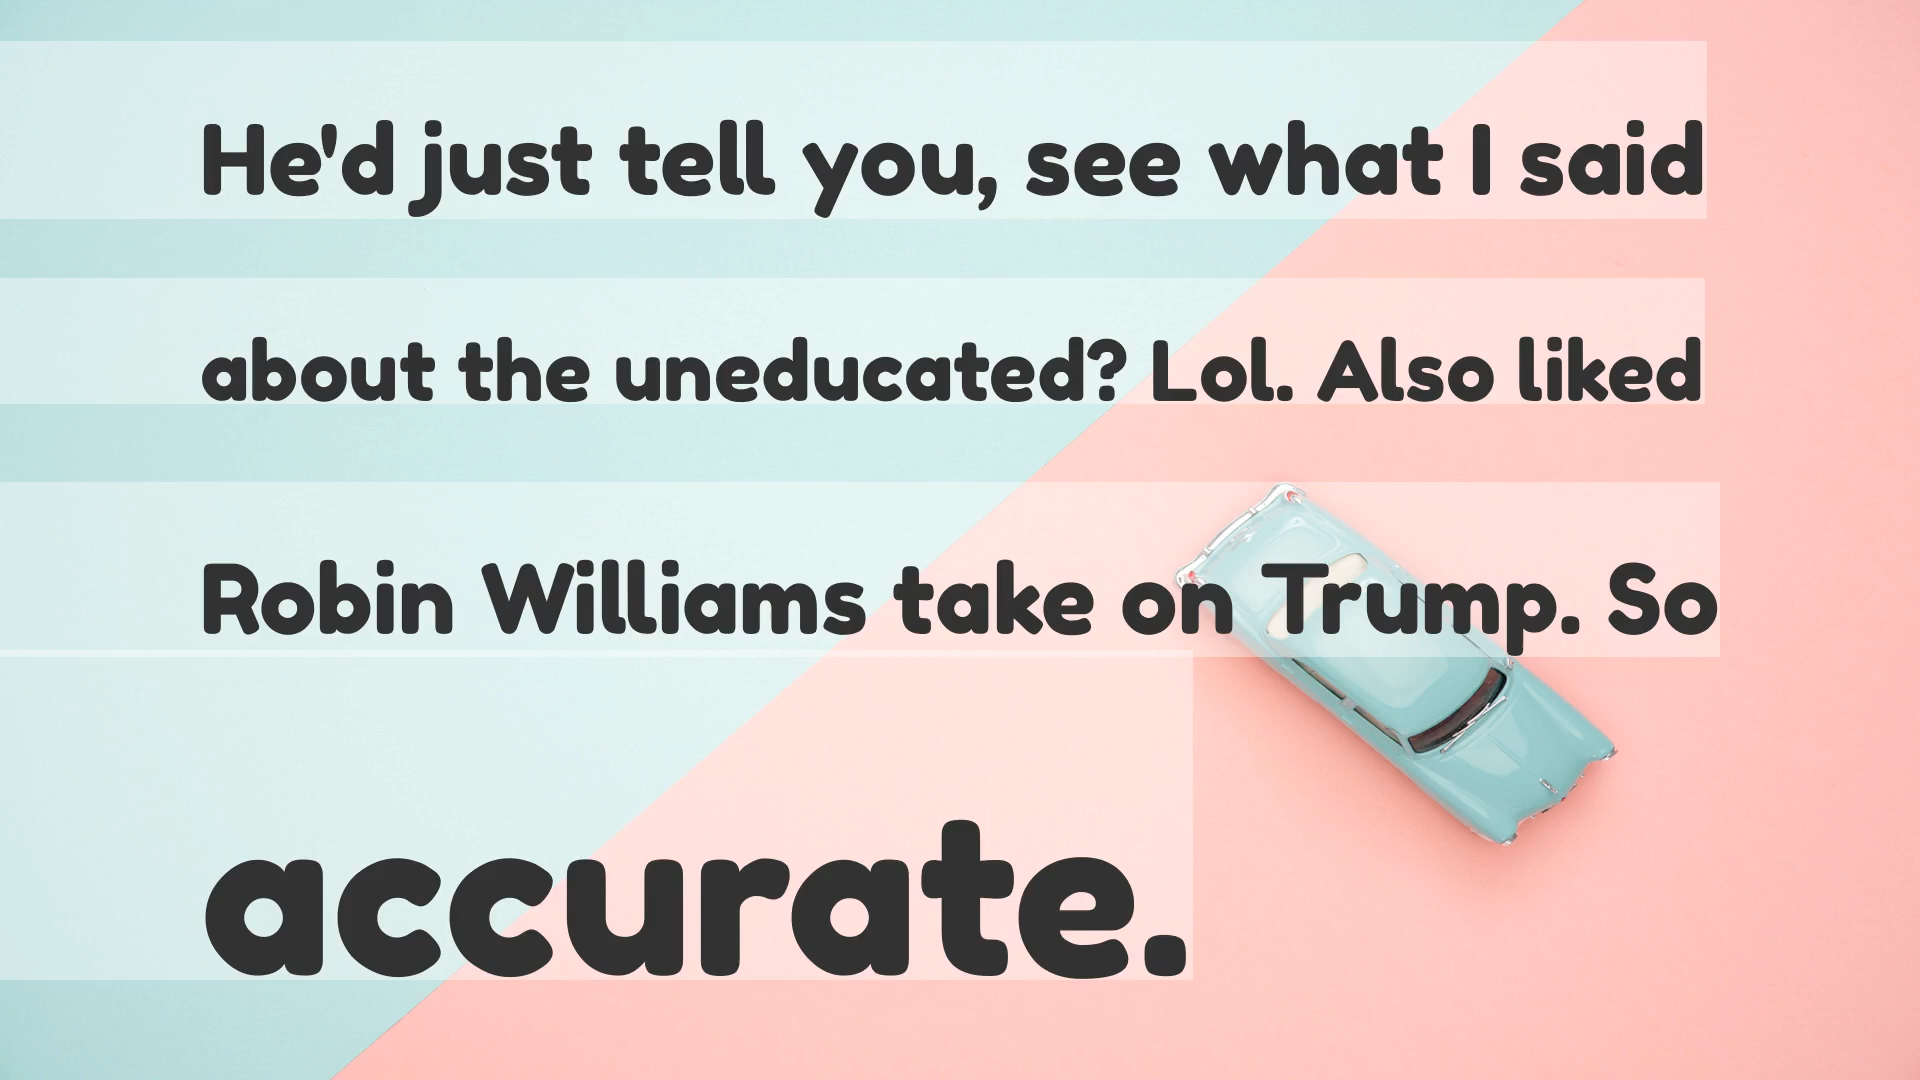 He'd just tell you, see what I said
about the uneducated? Lol. Also liked
Robin Williams take on Trump. So
accurate.